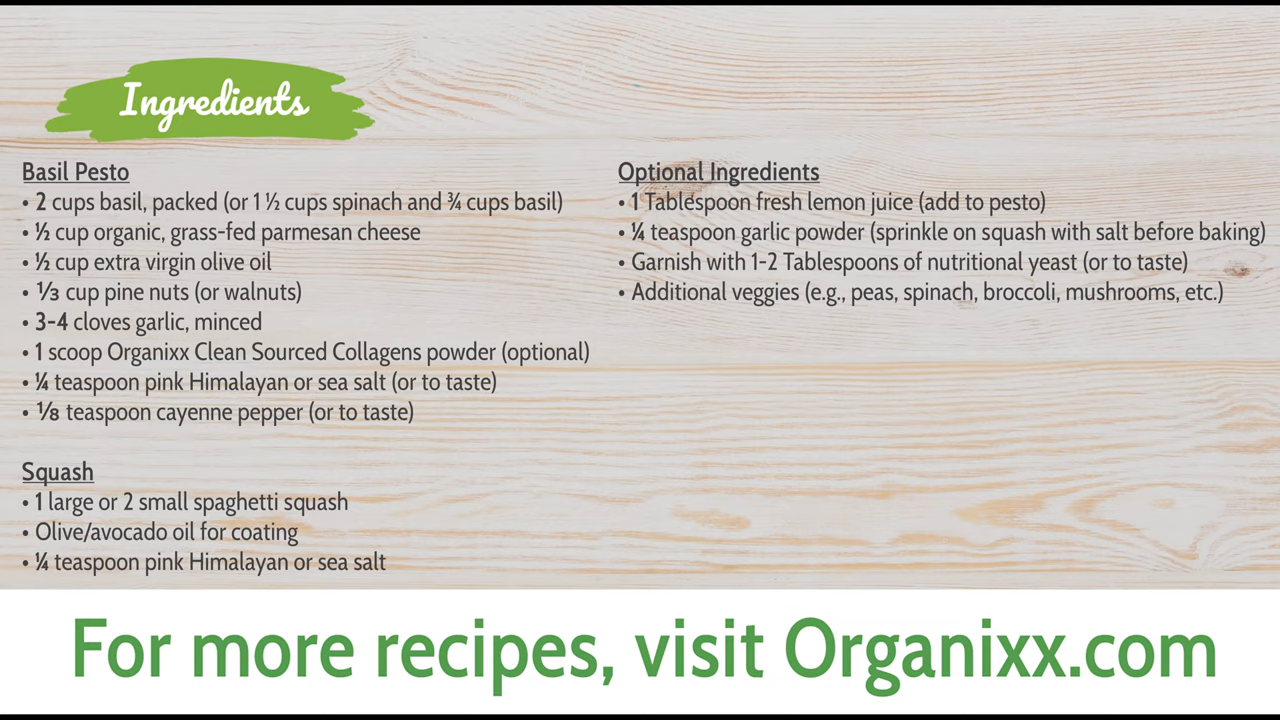 Ingredients
Basil Pesto
• 2 cups basil, packed (or 1 ½ cups spinach and ¾ cups basil)
• ½ cup organic, grass-fed parmesan cheese
• ½ cup extra virgin olive oil
• ⅓ cup pine nuts (or walnuts)
• 3-4 cloves garlic, minced
• 1 scoop Organixx Clean Sourced Collagens powder (optional)
• ¼ teaspoon pink Himalayan or sea salt (or to taste)
• ⅛ teaspoon cayenne pepper (or to taste)
Squash
• 1 large or 2 small spaghetti squash
• Olive/avocado oil for coating
• ¼ teaspoon pink Himalayan or sea salt
Optional Ingredients
• 1 Tablespoon fresh lemon juice (add to pesto)
• ¼ teaspoon garlic powder (sprinkle on squash with salt before baking)
• Garnish with 1-2 Tablespoons of nutritional yeast (or to taste)
• Additional veggies (e.g., peas, spinach, broccoli, mushrooms, etc.)
For more recipes, visit Organixx.com